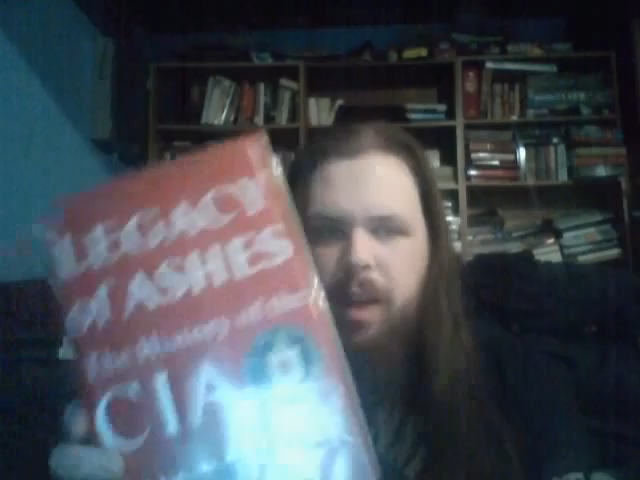 LEGACY
of ASHES
The History of the
CIA